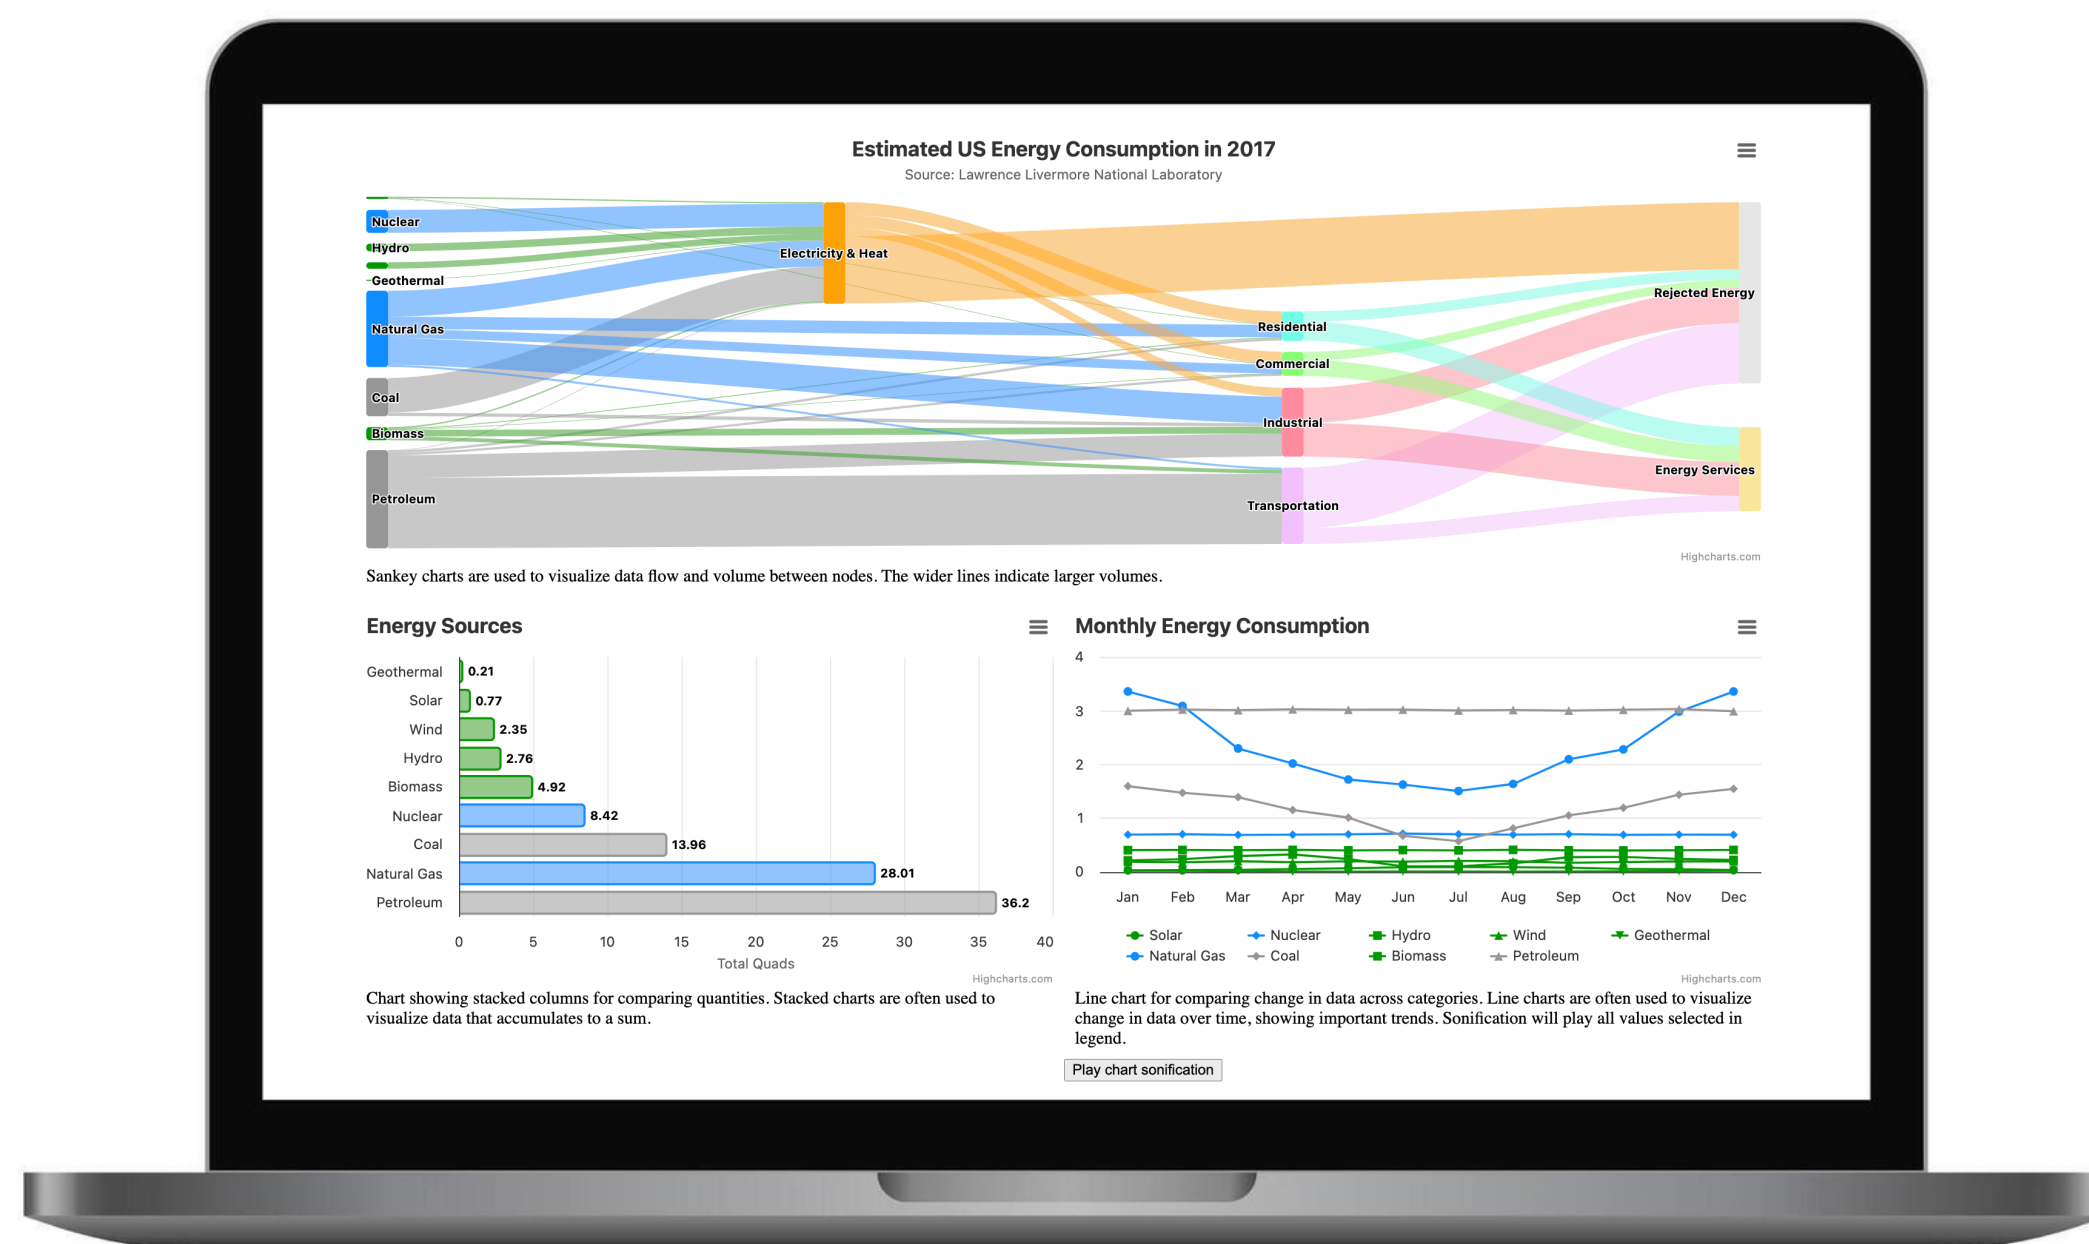 Estimated US Energy Consumption in 2017
Source: Lawrence Livermore National Laboratory
Nuclear
Hydro
Geothermal
Natural Gas
Coal
Biomass
Petroleum
Electricity & Heat
Residential
Commercial
Industrial
Transportation
Rejected Energy
Energy Services
Highcharts.com
Sankey charts are used to visualize data flow and volume between nodes. The wider lines indicate larger volumes.
Energy Sources
Geothermal 0.21
Solar 0.77
Wind 2.35
Hydro 2.76
Biomass 4.92
Nuclear 8.42
Coal 13.96
Natural Gas 28.01
Petroleum 36.2
0 5 10 15 20 25 30 35 40
Total Quads
Highcharts.com
Chart showing stacked columns for comparing quantities. Stacked charts are often used to
visualize data that accumulates to a sum.
Monthly Energy Consumption
4
3
2
1
0
Jan Feb Mar Apr May Jun Jul Aug Sep Oct Nov Dec
Solar Nuclear Hydro Wind Geothermal
Natural Gas Coal Biomass Petroleum
Highcharts.com
Line chart for comparing change in data across categories. Line charts are often used to visualize
change in data over time, showing important trends. Sonification will play all values selected in
legend.
Play chart sonification